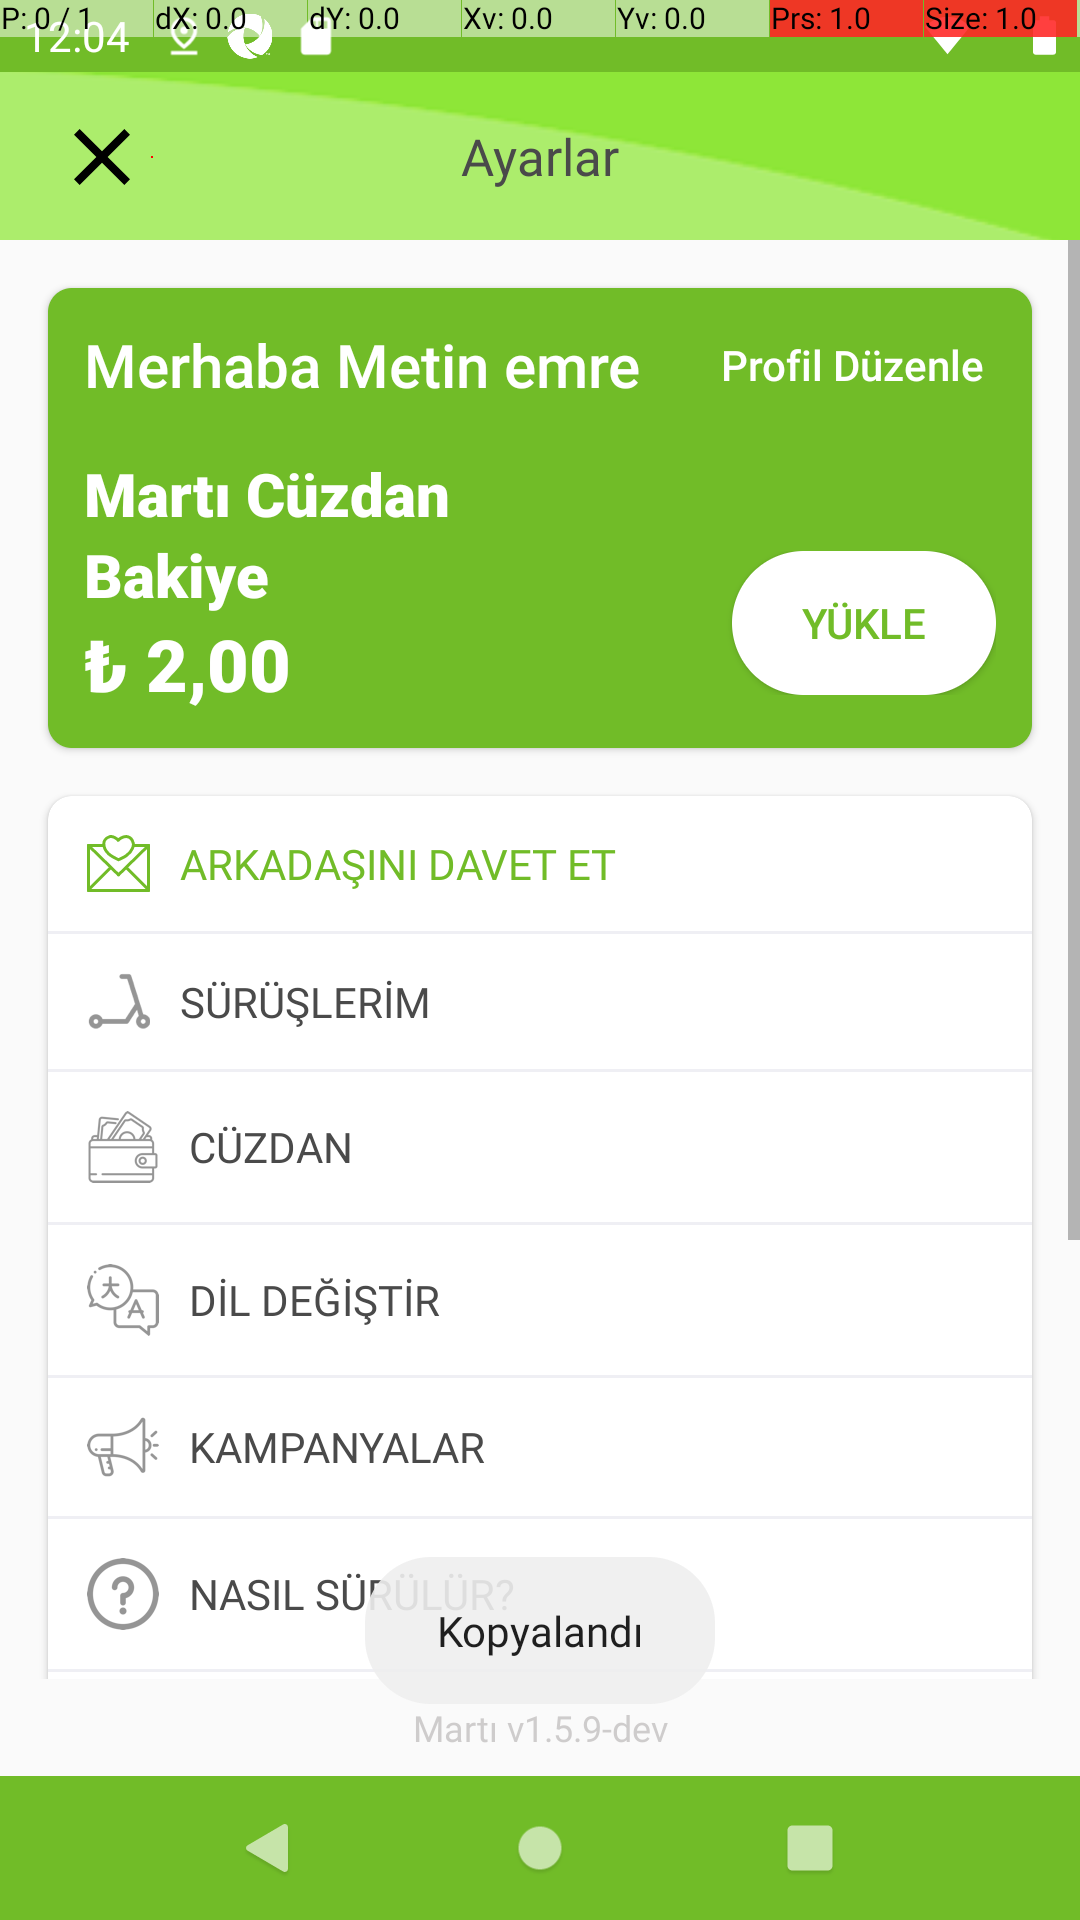 P: 0 / 1 dX: 0.0 dY: 0.0 Xv: 0.0 Yv: 0.0 Prs: 1.0 Size: 1.0
12:04
Ayarlar
Merhaba Metin emre Profil Düzenle
Martı Cüzdan
Bakiye
₺ 2,00
YÜKLE
ARKADAŞINI DAVET ET
SÜRÜŞLERİM
CÜZDAN
DİL DEĞİŞTİR
KAMPANYALAR
NASIL SÜRÜLÜR?
Kopyalandı
Martı v1.5.9-dev